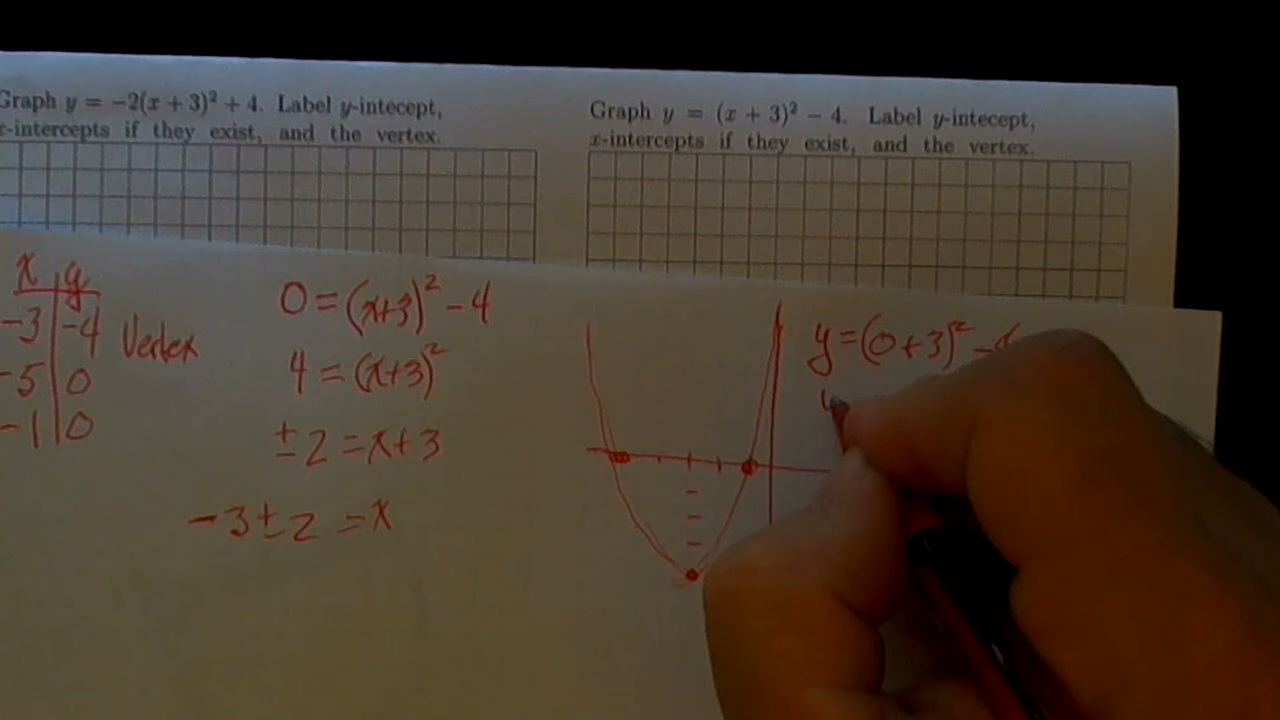 Graph y = −2(x + 3)² + 4. Label y-intecept,
x-intercepts if they exist, and the vertex.
Graph y = (x + 3)² − 4. Label y-intecept,
x-intercepts if they exist, and the vertex.
x y
-3 -4 Vertex
-5 0
-1 0
0 = (x+3)² - 4
4 = (x+3)²
± 2 = x + 3
-3 ± 2 = x
y = (0+3)² -